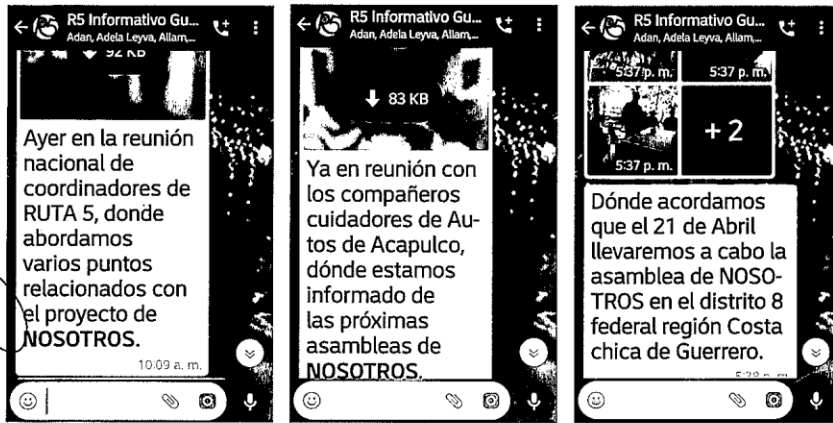 R5 Informativo Gu...
Adan, Adela Leyva, Allam,...
92 KB
Ayer en la reunión
nacional de
coordinadores de
RUTA 5, donde
abordamos
varios puntos
relacionados con
el proyecto de
NOSOTROS.
10:09 a. m.
R5 Informativo Gu...
Adan, Adela Leyva, Allam,...
83 KB
Ya en reunión con
los compañeros
cuidadores de Au-
tos de Acapulco,
dónde estamos
informado de
las próximas
asambleas de
NOSOTROS.
R5 Informativo Gu...
Adan, Adela Leyva, Allam,...
5:37 p. m.
5:37 p. m.
5:37 p. m.
+ 2
Dónde acordamos
que el 21 de Abril
llevaremos a cabo la
asamblea de NOSO-
TROS en el distrito 8
federal región Costa
chica de Guerrero.
5:38 p. m.